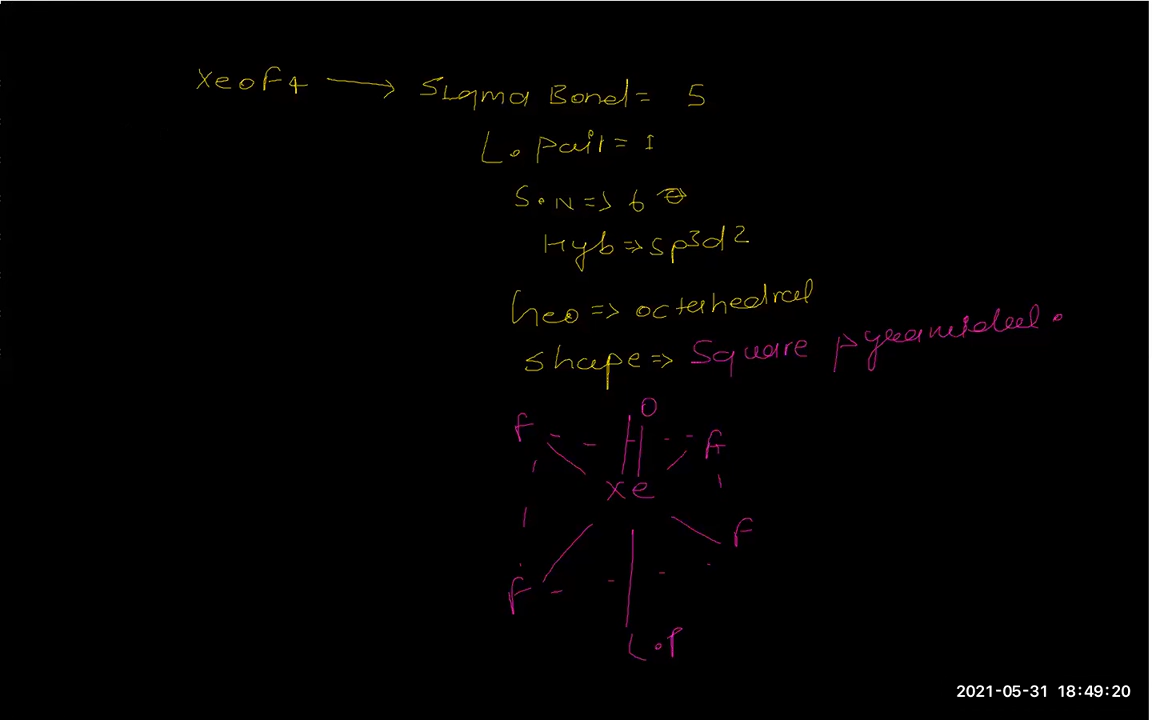 XeOF4 → Sigma Bond = 5
L. Pair = 1
S.N => 6
Hyb => sp3d2
Geo => octahedral
shape => Square pyramidal.
O
F F
Xe
F
F
L.P
2021-05-31 18:49:20